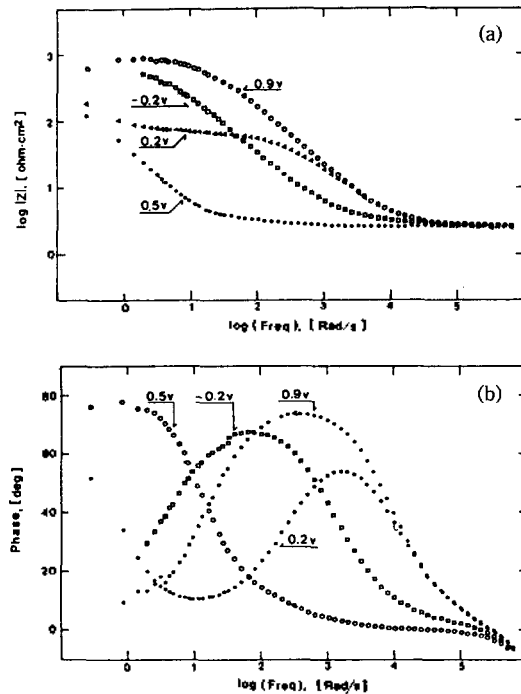 (a)
3
2
1
0
log |Z|, [ohm·cm²]
0.9v
-0.2v
0.2v
0.5v
0
1
2
3
4
5
log(Freq), [Rad/s]
(b)
80
60
40
20
0
Phase, [deg]
0.5v
-0.2v
0.9v
0.2v
0
1
2
3
4
5
log(Freq), [Rad/s]